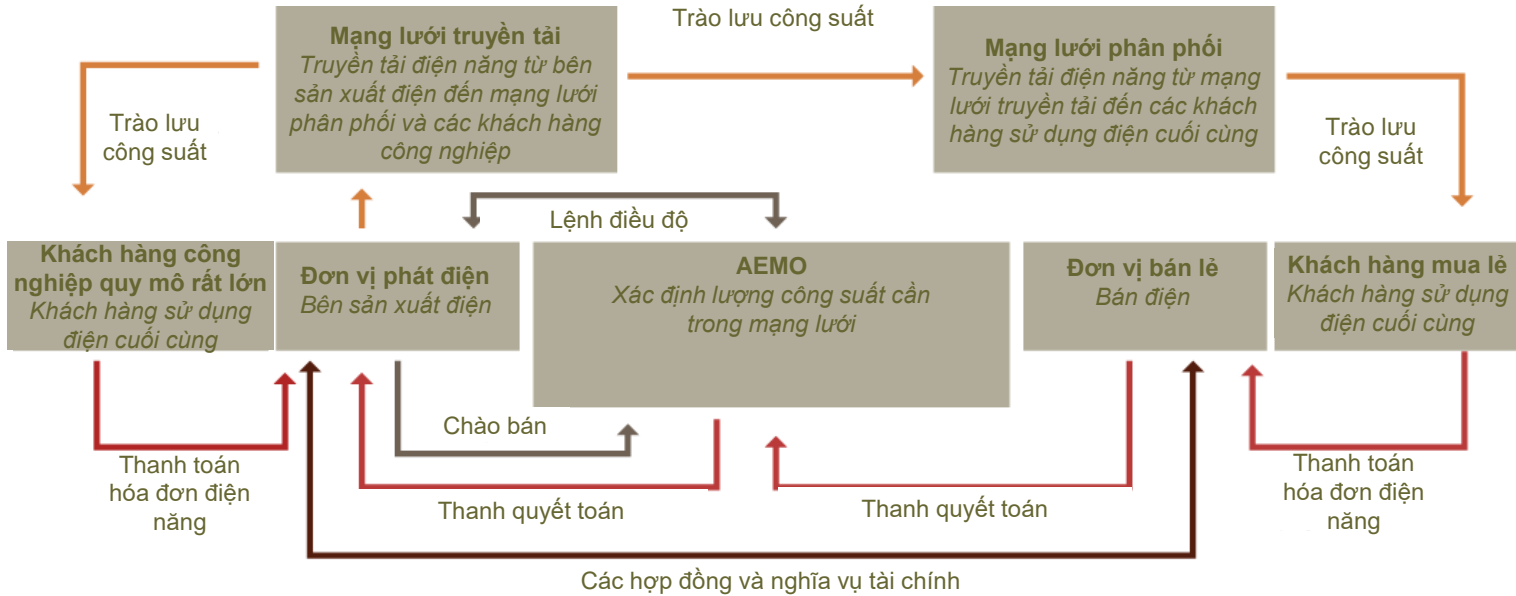 Trào lưu công suất
Mạng lưới truyền tải
Truyền tải điện năng từ bên
sản xuất điện đến mạng lưới
phân phối và các khách hàng
công nghiệp
Mạng lưới phân phối
Truyền tải điện năng từ mạng
lưới truyền tải đến các khách
hàng sử dụng điện cuối cùng
Trào lưu
công suất
Trào lưu
công suất
Lệnh điều độ
Khách hàng công
nghiệp quy mô rất lớn
Khách hàng sử dụng
điện cuối cùng
Đơn vị phát điện
Bên sản xuất điện
AEMO
Xác định lượng công suất cần
trong mạng lưới
Đơn vị bán lẻ
Bán điện
Khách hàng mua lẻ
Khách hàng sử dụng
điện cuối cùng
Chào bán
Thanh toán
hóa đơn điện
năng
Thanh quyết toán
Thanh quyết toán
Thanh toán
hóa đơn điện
năng
Các hợp đồng và nghĩa vụ tài chính